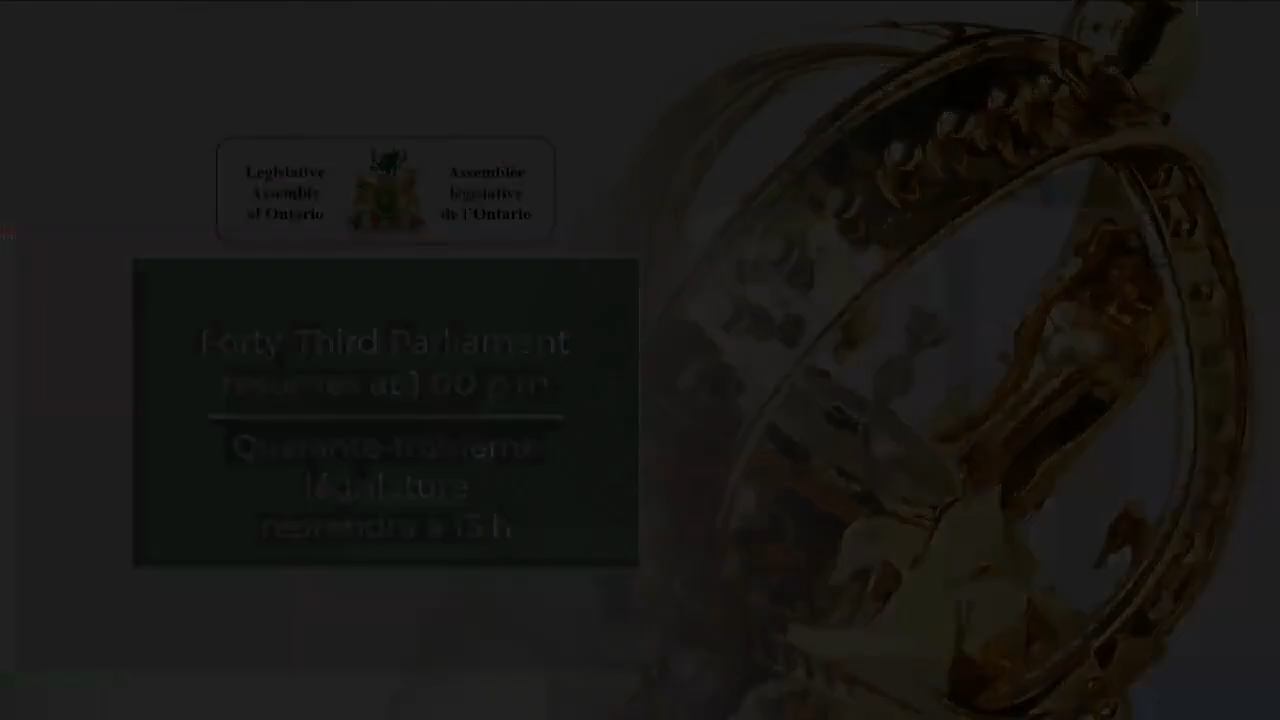 Legislative
Assembly
of Ontario
Assemblée
législative
de l'Ontario
Forty-Third Parliament
resumes at 1:00 p.m.
Quarante-troisième
législature
reprendra à 13 h